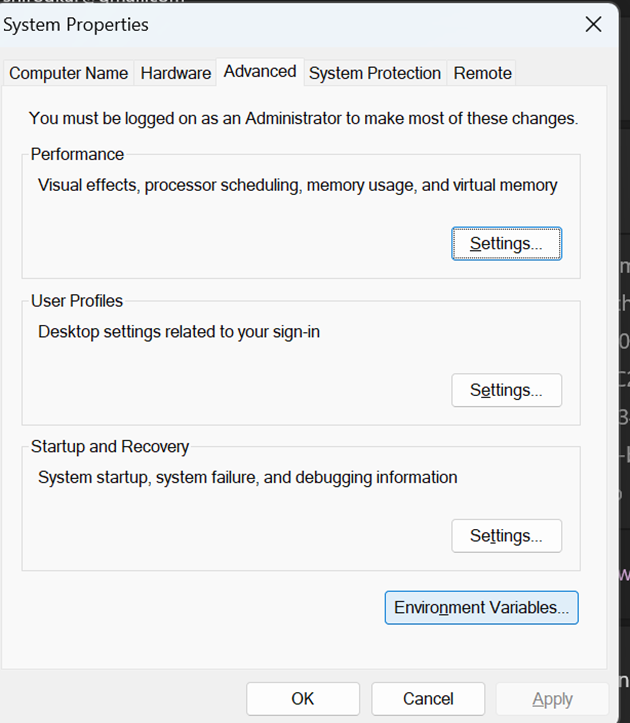 System Properties
Computer Name Hardware Advanced System Protection Remote
You must be logged on as an Administrator to make most of these changes.
Performance
Visual effects, processor scheduling, memory usage, and virtual memory
Settings...
User Profiles
Desktop settings related to your sign-in
Settings...
Startup and Recovery
System startup, system failure, and debugging information
Settings...
Environment Variables...
OK Cancel Apply